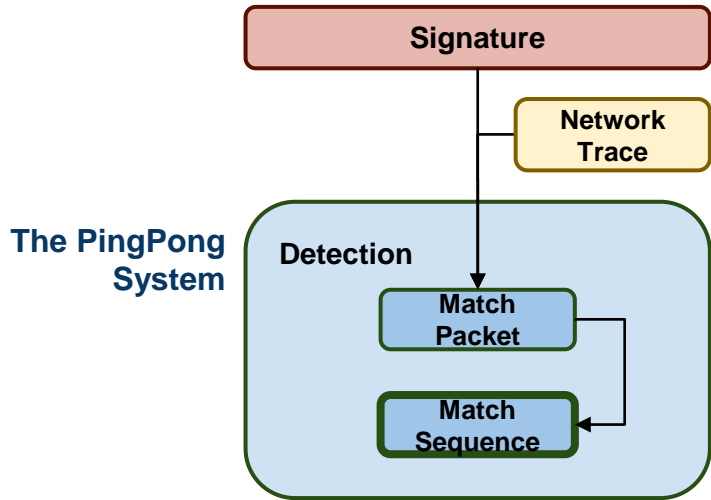 Signature
Network
Trace
The PingPong
System
Detection
Match
Packet
Match
Sequence